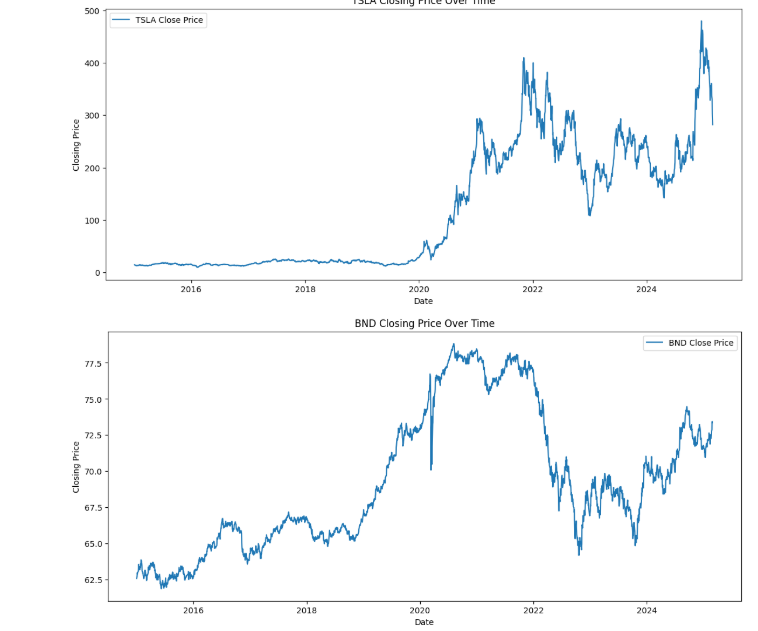 TSLA Closing Price Over Time
TSLA Close Price
500
400
300
200
100
0
Closing Price
2016 2018 2020 2022 2024
Date
BND Closing Price Over Time
BND Close Price
77.5
75.0
72.5
70.0
67.5
65.0
62.5
Closing Price
2016 2018 2020 2022 2024
Date